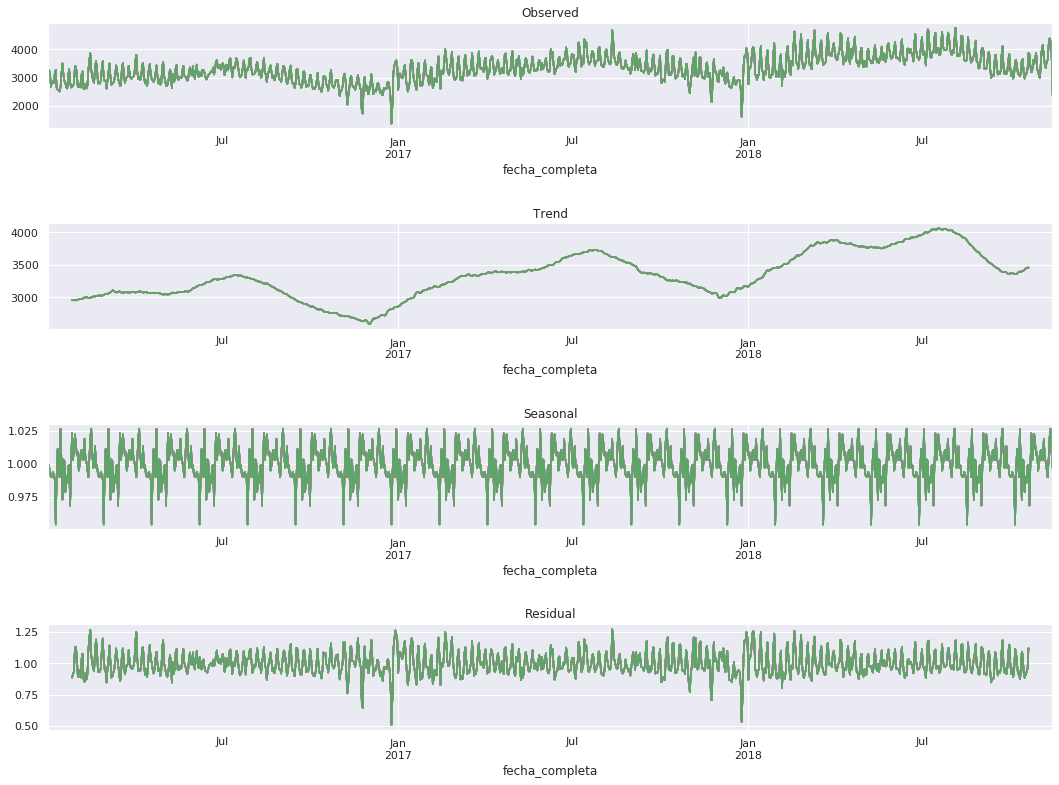 Observed
4000
3000
2000
Jul
Jan
2017
Jul
Jan
2018
Jul
fecha_completa
Trend
4000
3500
3000
Jul
Jan
2017
Jul
Jan
2018
Jul
fecha_completa
Seasonal
1.025
1.000
0.975
Jul
Jan
2017
Jul
Jan
2018
Jul
fecha_completa
Residual
1.25
1.00
0.75
0.50
Jul
Jan
2017
Jul
Jan
2018
Jul
fecha_completa